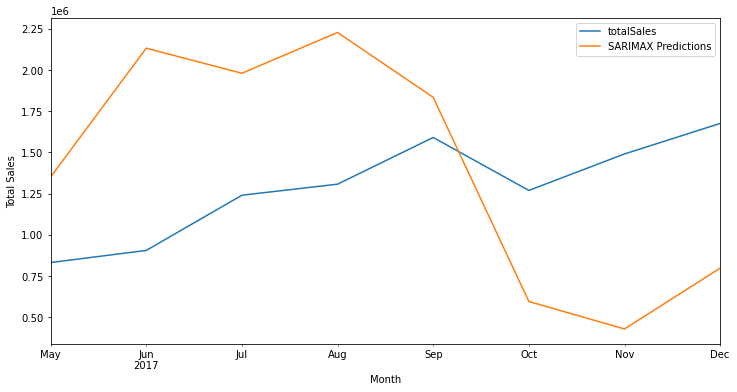 1e6
totalSales
SARIMAX Predictions
2.25
2.00
1.75
1.50
1.25
1.00
0.75
0.50
Total Sales
May Jun Jul Aug Sep Oct Nov Dec
2017
Month